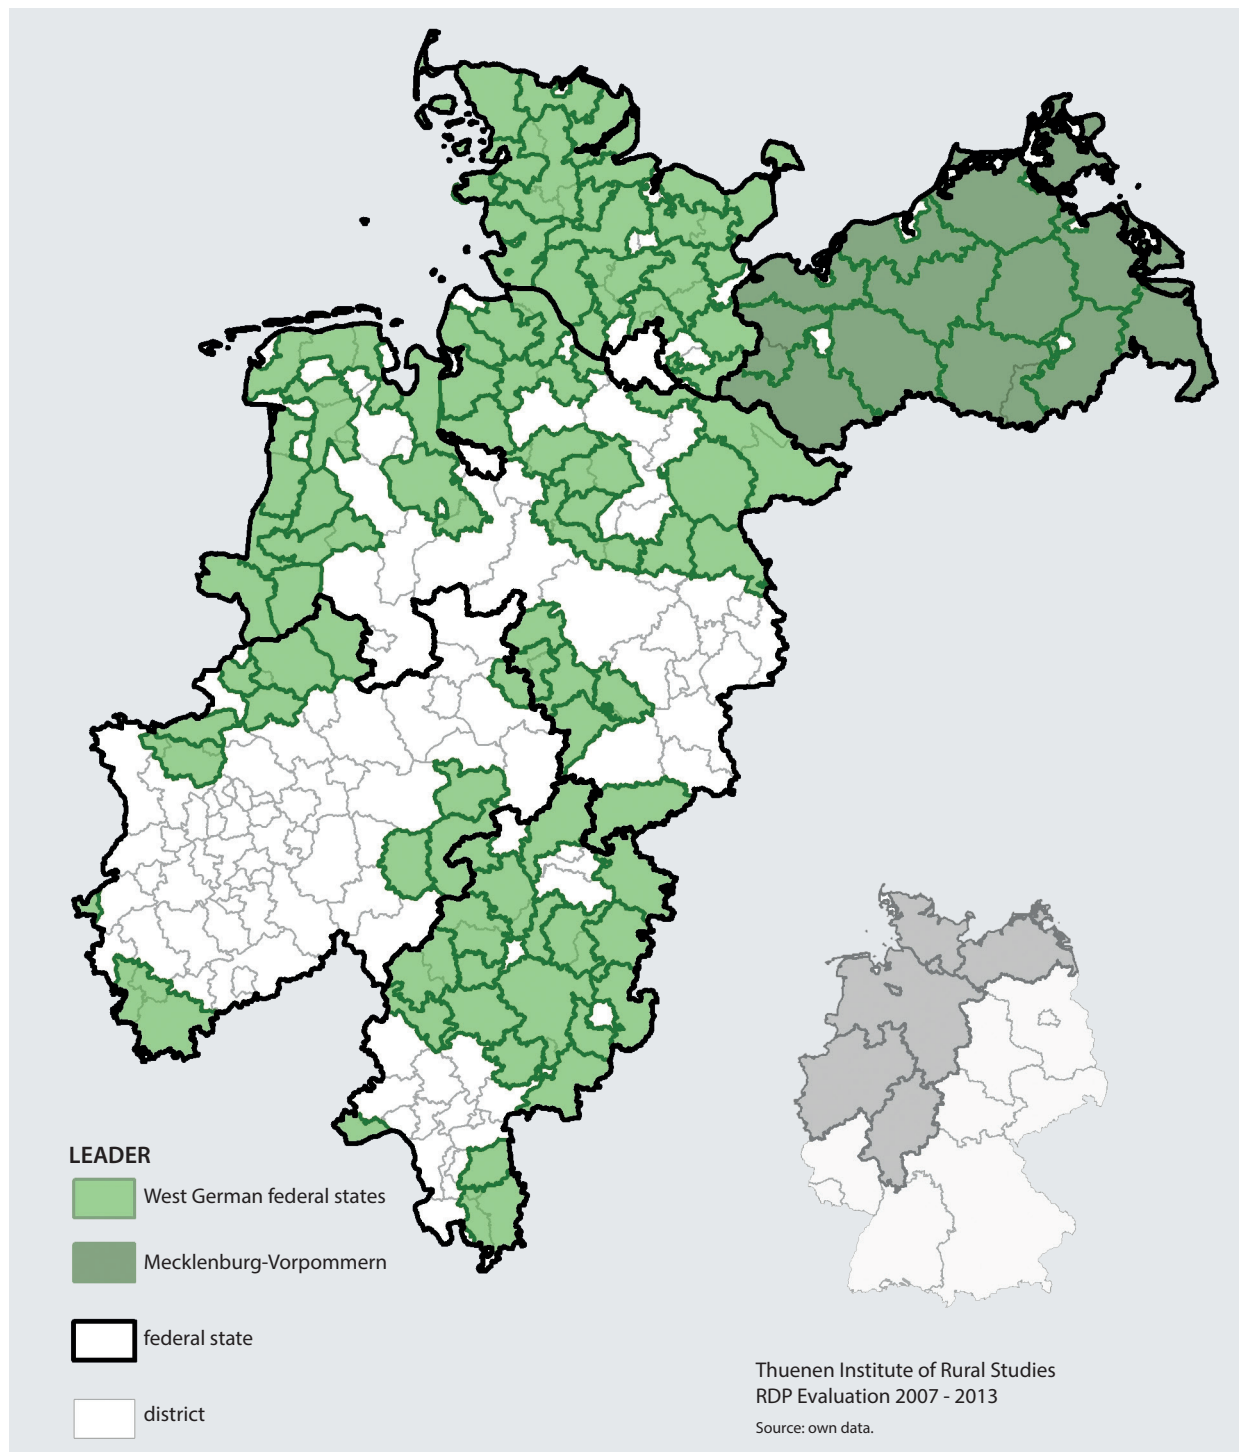 LEADER
West German federal states
Mecklenburg-Vorpommern
federal state
district
Thuenen Institute of Rural Studies
RDP Evaluation 2007 - 2013
Source: own data.